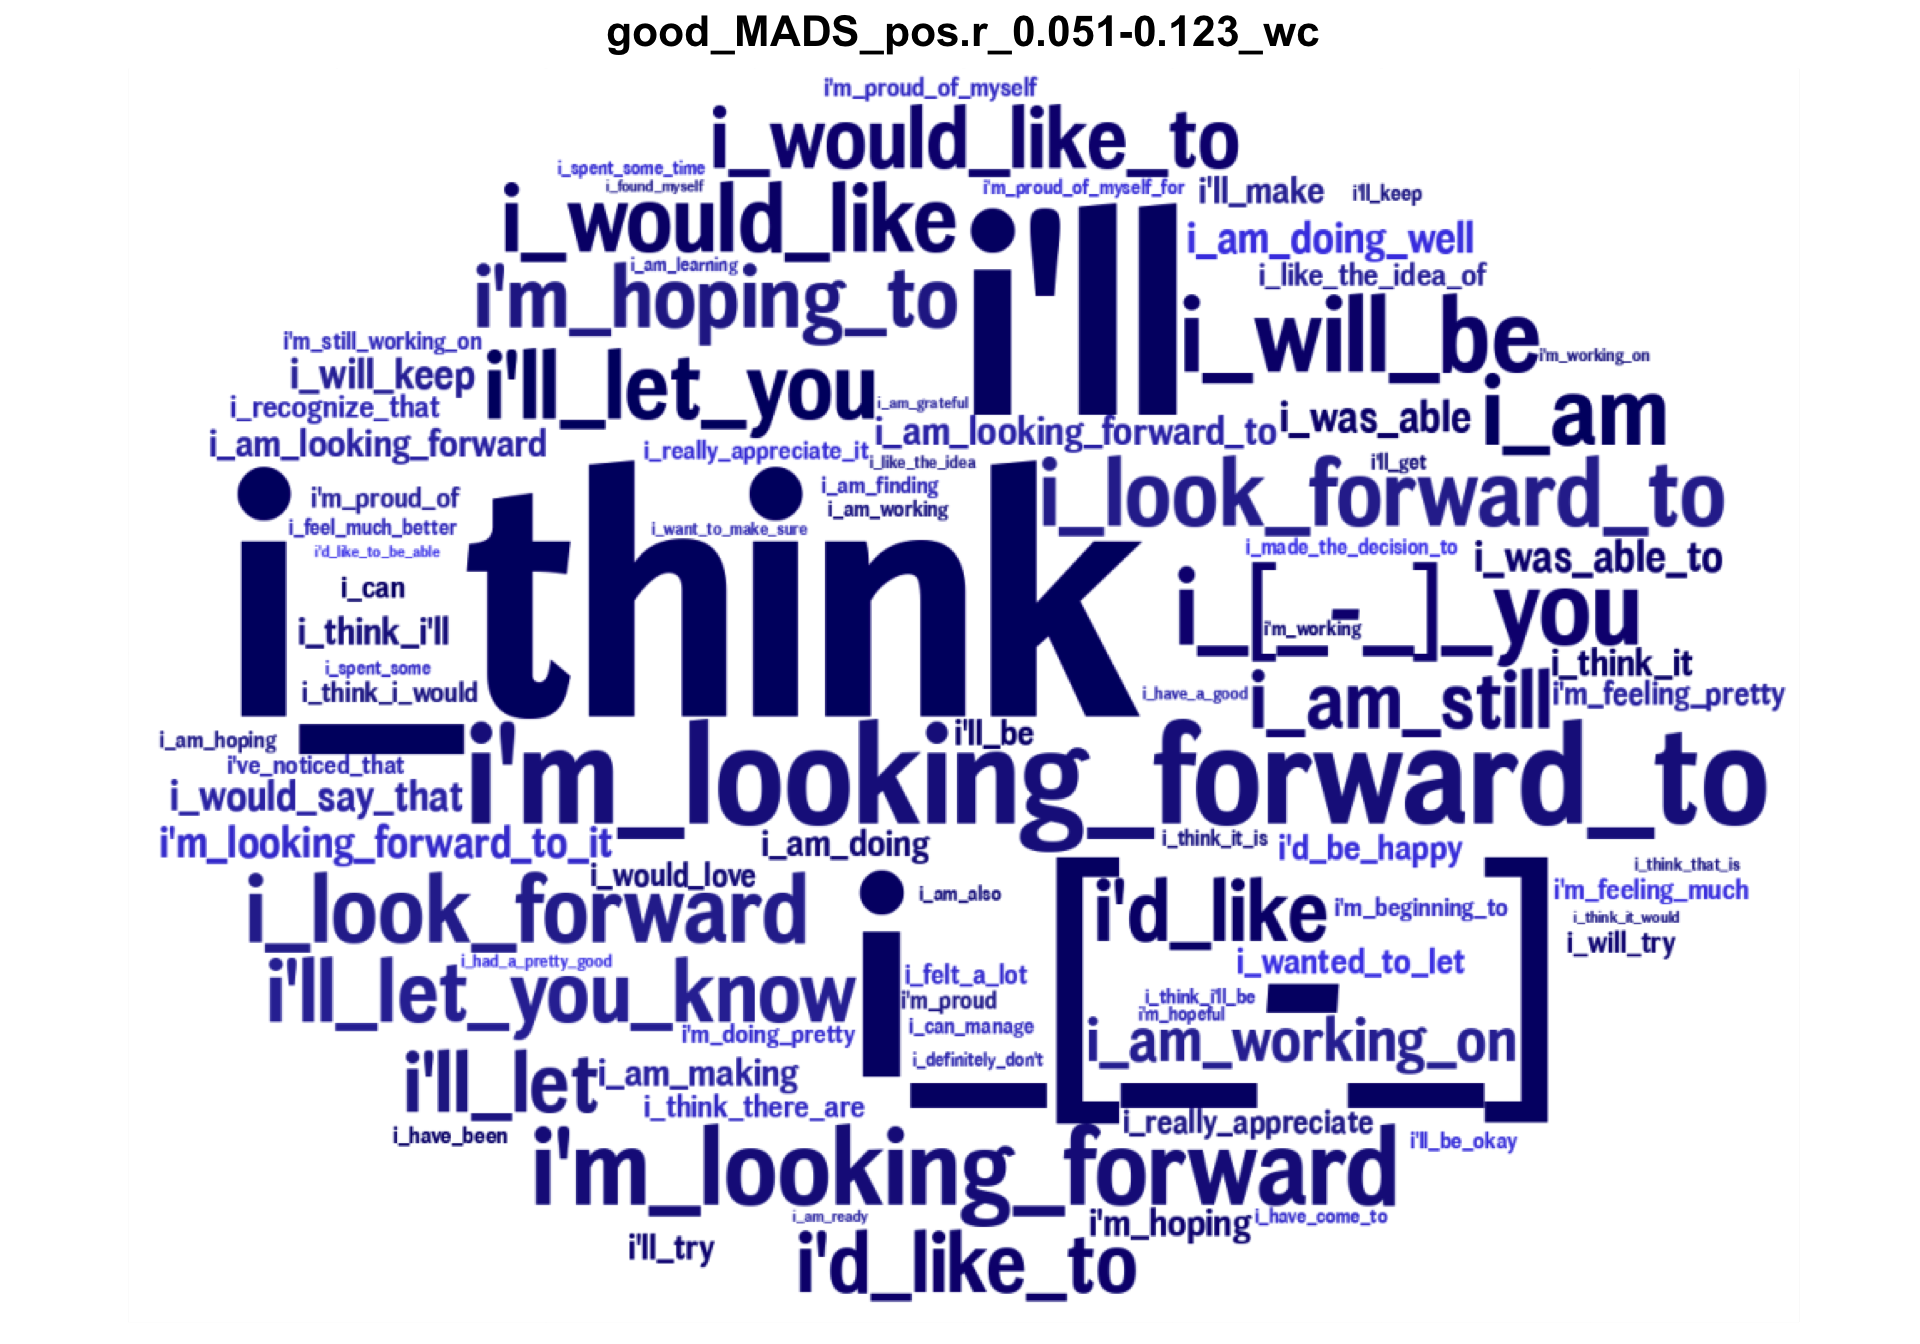 good_MADS_pos.r_0.051-0.123_wc
i'm_proud_of_myself
i_would_like_to
i_spent_some_time
i_found_myself
i'm_proud_of_myself_for
i'll_make
i'll_keep
i_would_like
i'll
i_am_doing_well
i_am_learning
i_like_the_idea_of
i'm_hoping_to
i_will_be
i'm_still_working_on
i'm_working_on
i_will_keep
i'll_let_you
i_am_grateful
i_recognize_that
i_was_able
i_am
i_am_looking_forward
i_really_appreciate_it
i_am_looking_forward_to
i_like_the_idea
i'll_get
i_look_forward_to
i'm_proud_of
i_am_finding
i_am_working
i_feel_much_better
i_want_to_make_sure
i'd_like_to_be_able
i_think
i_made_the_decision_to
i_was_able_to
i_can
i_[_-_]_you
i'm_working
i_think_i'll
i_spent_some
i_think_it
i_think_i_would
i_have_a_good
i_am_still
i'm_feeling_pretty
i_am_hoping
i'll_be
i've_noticed_that
i'm_looking_forward_to
i_would_say_that
i'm_looking_forward_to_it
i_am_doing
i_think_it_is
i'd_be_happy
i_think_that_is
i_would_love
i_look_forward
i_am_also
i_[_-_]
i'd_like
i'm_beginning_to
i'm_feeling_much
i_think_it_would
i_will_try
i_had_a_pretty_good
i_wanted_to_let
i'll_let_you_know
i_felt_a_lot
i'm_proud
i_think_i'll_be
i'm_hopeful
i_can_manage
i'm_doing_pretty
i_am_working_on
i_definitely_don't
i'll_let
i_am_making
i_think_there_are
i_really_appreciate
i_have_been
i'll_be_okay
i'm_looking_forward
i_am_ready
i'm_hoping
i_have_come_to
i'll_try
i'd_like_to